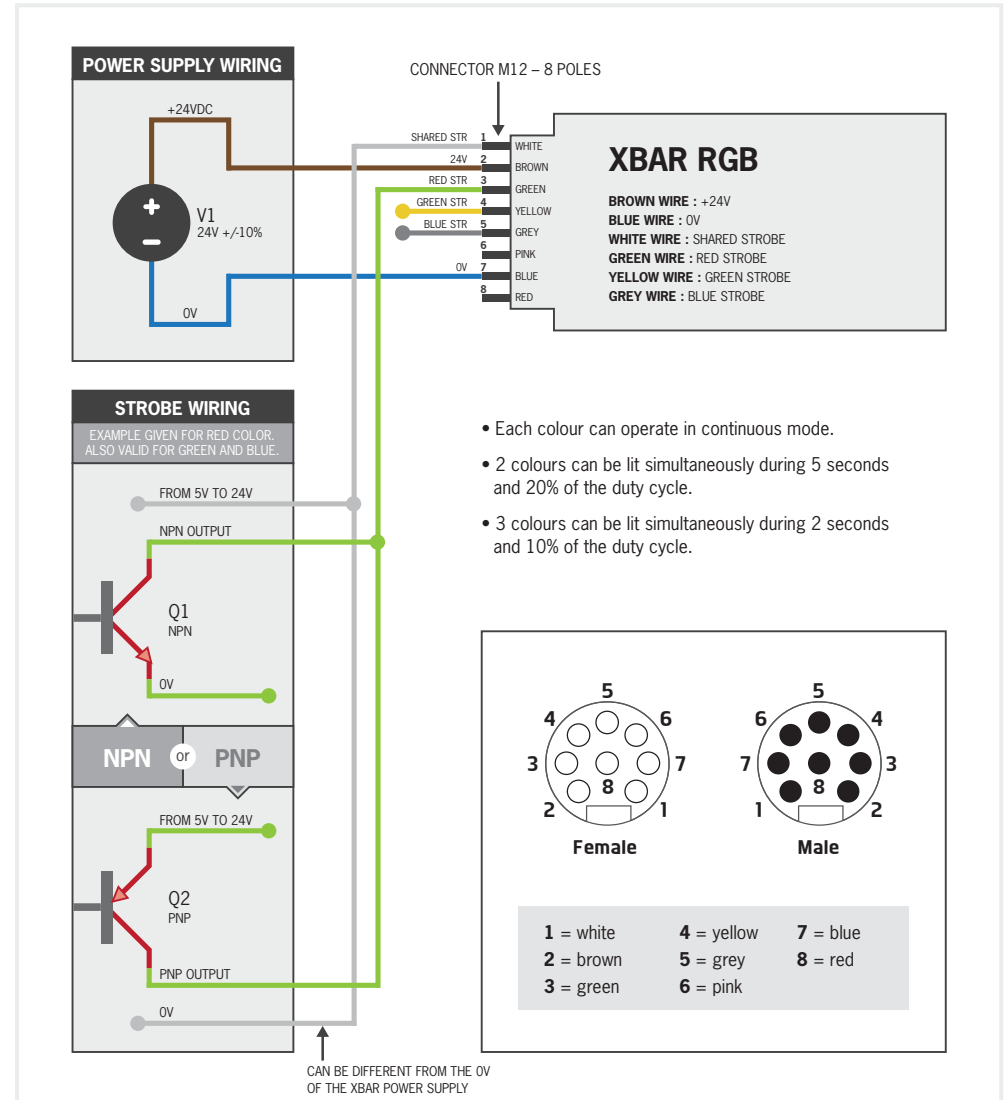 POWER SUPPLY WIRING
+24VDC
V1
24V +/-10%
0V
CONNECTOR M12 – 8 POLES
SHARED STR 1 WHITE
24V 2 BROWN
RED STR 3 GREEN
GREEN STR 4 YELLOW
BLUE STR 5 GREY
6 PINK
0V 7 BLUE
8 RED
XBAR RGB
BROWN WIRE : +24V
BLUE WIRE : 0V
WHITE WIRE : SHARED STROBE
GREEN WIRE : RED STROBE
YELLOW WIRE : GREEN STROBE
GREY WIRE : BLUE STROBE
STROBE WIRING
EXAMPLE GIVEN FOR RED COLOR.
ALSO VALID FOR GREEN AND BLUE.
FROM 5V TO 24V
NPN OUTPUT
Q1
NPN
0V
NPN or PNP
FROM 5V TO 24V
Q2
PNP
PNP OUTPUT
0V
CAN BE DIFFERENT FROM THE 0V
OF THE XBAR POWER SUPPLY
• Each colour can operate in continuous mode.
• 2 colours can be lit simultaneously during 5 seconds
and 20% of the duty cycle.
• 3 colours can be lit simultaneously during 2 seconds
and 10% of the duty cycle.
5
4 6
3 7
8
2 1
Female
5
6 4
7 3
8
1 2
Male
1 = white 4 = yellow 7 = blue
2 = brown 5 = grey 8 = red
3 = green 6 = pink